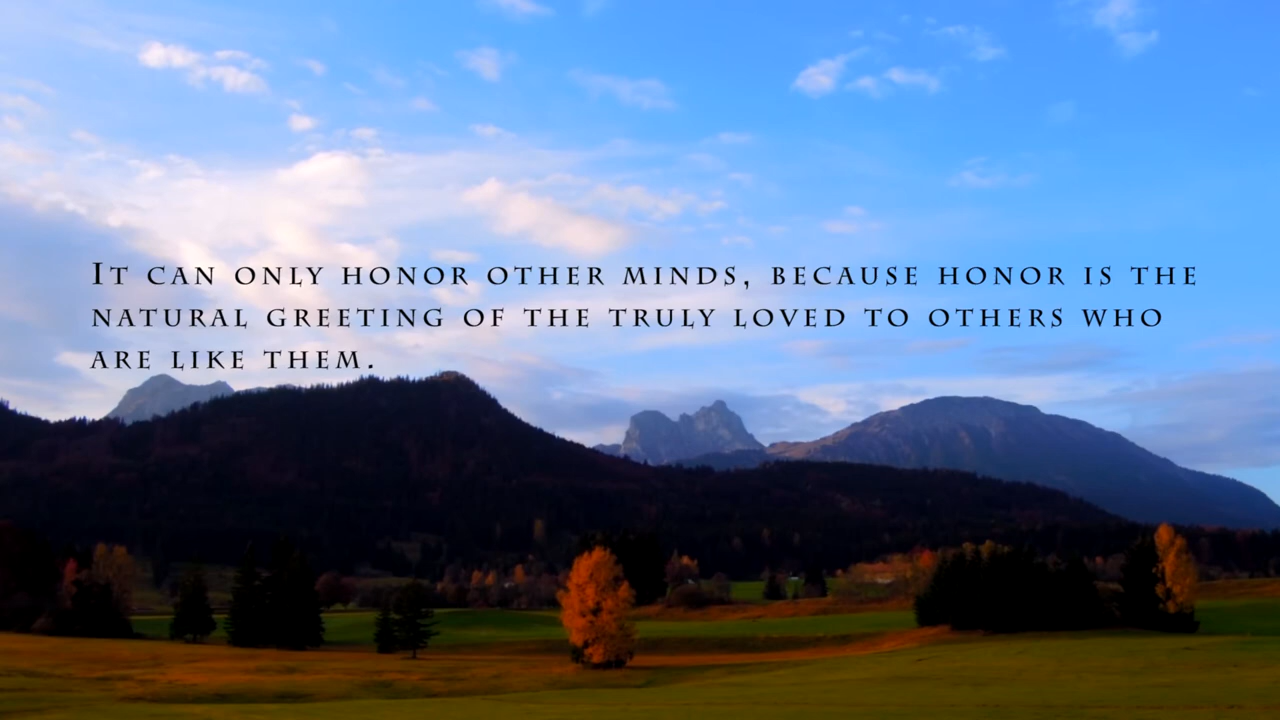 It can only honor other minds, because honor is the
natural greeting of the truly loved to others who
are like them.